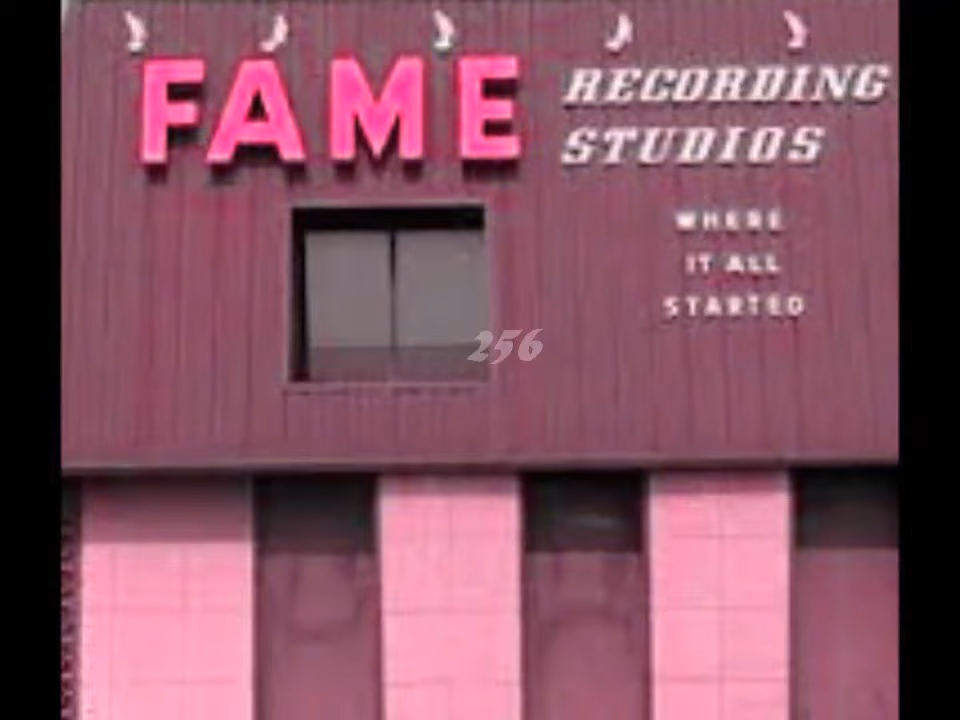 FAME
RECORDING
STUDIOS
WHERE
IT ALL
STARTED
256